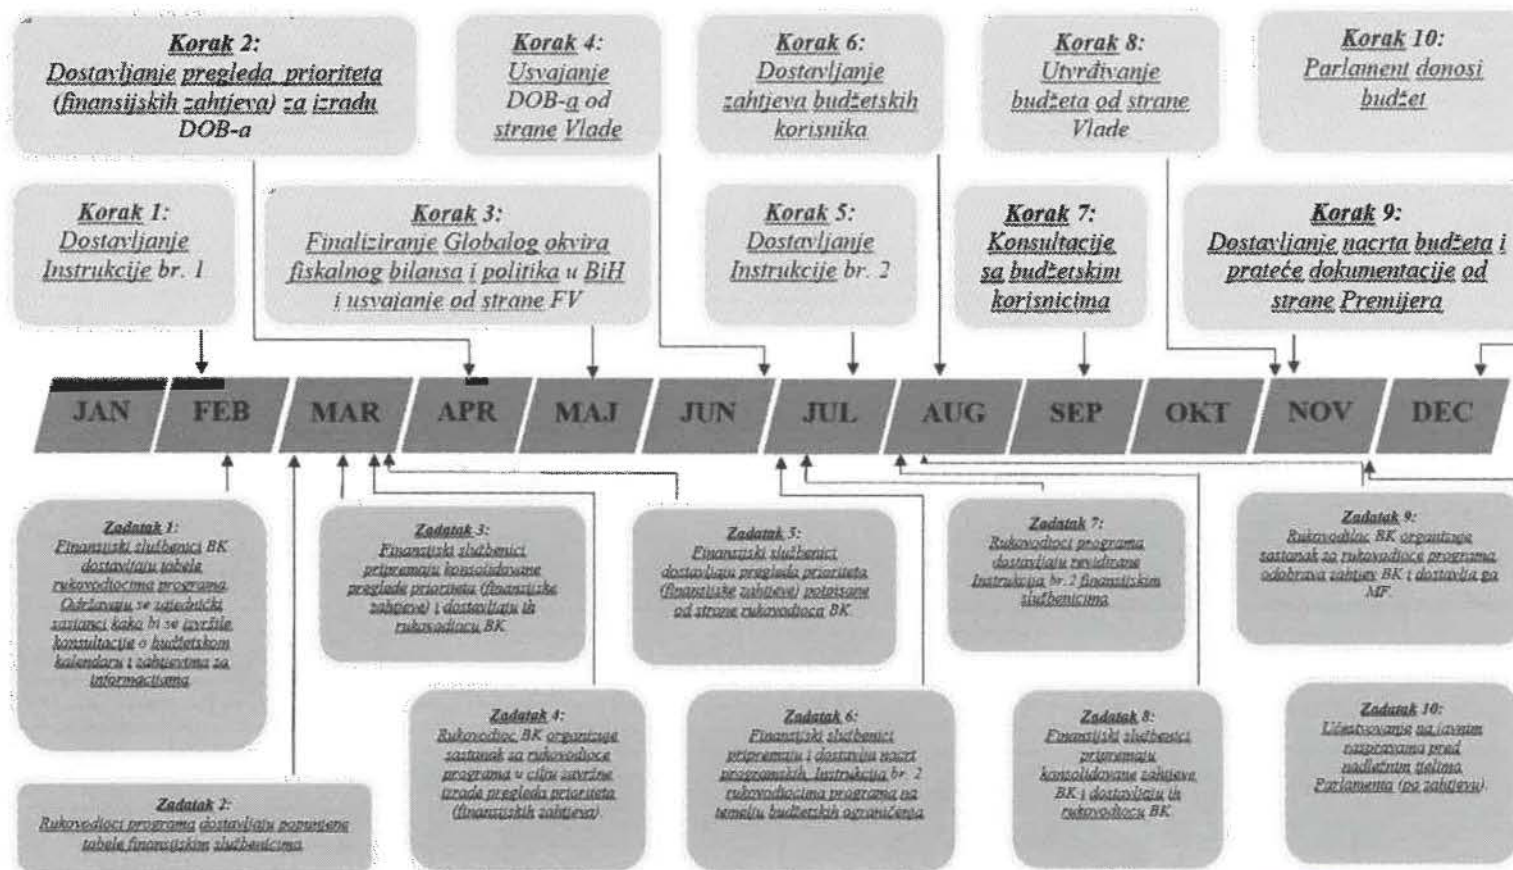 Korak 2:
Dostavljanje pregleda prioriteta
(finansijskih zahtjeva) za izradu
DOB-a
Korak 4:
Usvajanje
DOB-a od
strane Vlade
Korak 6:
Dostavljanje
zahtjeva budžetskih
korisnika
Korak 8:
Utvrđivanje
budžeta od strane
Vlade
Korak 10:
Parlament donosi
budžet
Korak 1:
Dostavljanje
Instrukcije br. 1
Korak 3:
Finaliziranje Globalog okvira
fiskalnog bilansa i politika u BiH
i usvajanje od strane FV
Korak 5:
Dostavljanje
Instrukcije br. 2
Korak 7:
Konsultacije
sa budžetskim
korisnicima
Korak 9:
Dostavljanje nacrta budžeta i
prateće dokumentacije od
strane Premijera
JAN FEB MAR APR MAJ JUN JUL AUG SEP OKT NOV DEC
Zadatak 1:
Finansijski službenici BK
dostavljaju tabele
rukovodiocima programa.
Održavaju se zajednički
sastanci kako bi se izvršile
konsultacije o budžetskom
kalendaru i zahtjevima za
informacijama
Zadatak 3:
Finansijski službenici
pripremaju konsolidovane
preglede prioriteta (finansijske
zahtjeve) i dostavljaju ih
rukovodiocu BK
Zadatak 5:
Finansijski službenici
dostavljaju pregleda prioriteta
(finansijske zahtjeve) potpisane
od strane rukovodioca BK
Zadatak 7:
Rukovodioci programa
dostavljaju revidirane
Instrukcija br. 2 finansijskim
službenicima
Zadatak 9:
Rukovodioc BK organizuje
sastanak za rukovodioce programa,
odobrava zahtjev BK i dostavlja ga
MF.
Zadatak 2:
Rukovodioci programa dostavljaju popunjene
tabele finansijskim službenicima
Zadatak 4:
Rukovodioc BK organizuje
sastanak sa rukovodioce
programa u cilju završne
izrade pregleda prioriteta
(finansijskih zahtjeva).
Zadatak 6:
Finansijski službenici
pripremaju i dostavlja nacrt
programskih Instrukcija br. 2
rukovodiocima programa na
temelju budžetskih ograničenja
Zadatak 8:
Finansijski službenici
pripremaju
konsolidovane zahtjeve
BK i dostavljaju ih
rukovodiocu BK
Zadatak 10:
Učestvovanje na javnim
raspravama pred
nadležnim tijelima
Parlamenta (po zahtjevu).